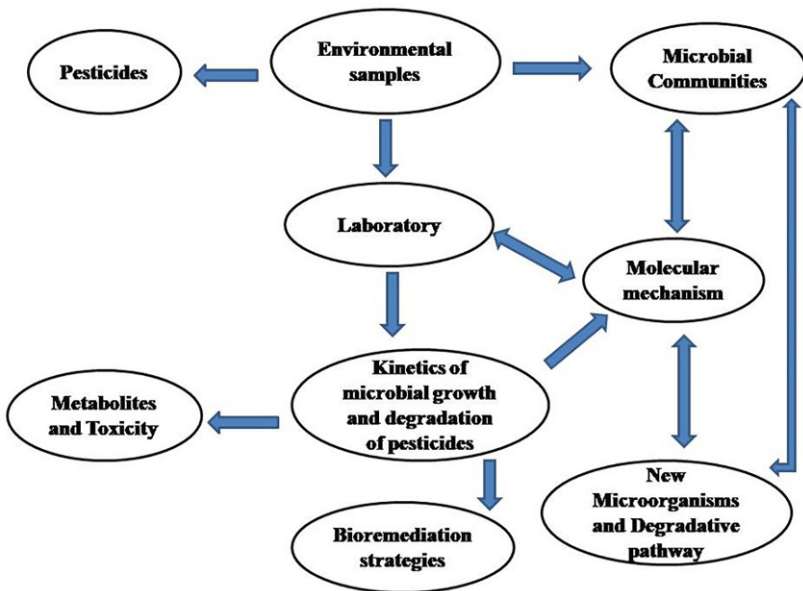 Environmental
samples
Pesticides
Microbial
Communities
Laboratory
Molecular
mechanism
Kinetics of
microbial growth
and degradation
of pesticides
Metabolites
and Toxicity
New
Microorganisms
and Degradative
pathway
Bioremediation
strategies